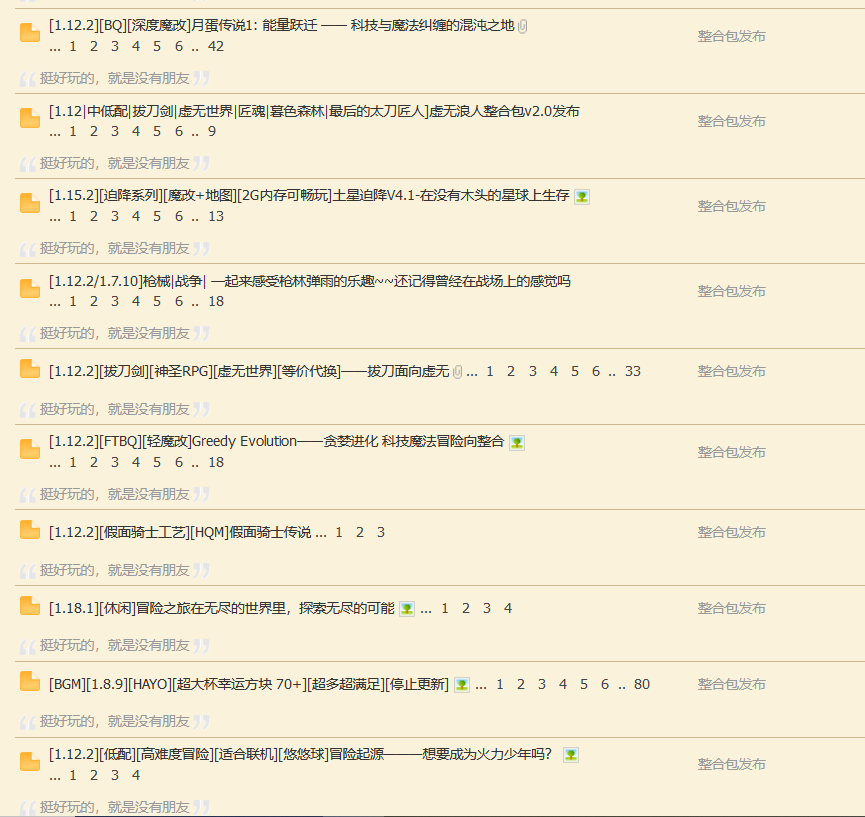 [1.12.2][BQ][深度魔改]月蛋传说1：能量跃迁 —— 科技与魔法纠缠的混沌之地
... 1 2 3 4 5 6 .. 42
整合包发布
挺好玩的，就是没有朋友
[1.12|中低配|拔刀剑|虚无世界|匠魂|暮色森林|最后的太刀匠人]虚无浪人整合包v2.0发布
... 1 2 3 4 5 6 .. 9
整合包发布
挺好玩的，就是没有朋友
[1.15.2][迫降系列][魔改+地图][2G内存可畅玩]土星迫降V4.1-在没有木头的星球上生存
... 1 2 3 4 5 6 .. 13
整合包发布
挺好玩的，就是没有朋友
[1.12.2/1.7.10]枪械|战争| 一起来感受枪林弹雨的乐趣~~还记得曾经在战场上的感觉吗
... 1 2 3 4 5 6 .. 18
整合包发布
挺好玩的，就是没有朋友
[1.12.2][拔刀剑][神圣RPG][虚无世界][等价代换]——拔刀面向虚无 ... 1 2 3 4 5 6 .. 33
整合包发布
挺好玩的，就是没有朋友
[1.12.2][FTBQ][轻魔改]Greedy Evolution——贪婪进化 科技魔法冒险向整合
... 1 2 3 4 5 6 .. 18
整合包发布
挺好玩的，就是没有朋友
[1.12.2][假面骑士工艺][HQM]假面骑士传说 ... 1 2 3
整合包发布
挺好玩的，就是没有朋友
[1.18.1][休闲]冒险之旅在无尽的世界里，探索无尽的可能 ... 1 2 3 4
整合包发布
挺好玩的，就是没有朋友
[BGM][1.8.9][HAYO][超大杯幸运方块 70+][超多超满足][停止更新] ... 1 2 3 4 5 6 .. 80
整合包发布
挺好玩的，就是没有朋友
[1.12.2][低配][高难度冒险][适合联机][悠悠球]冒险起源———想要成为火力少年吗？
... 1 2 3 4
整合包发布
挺好玩的，就是没有朋友